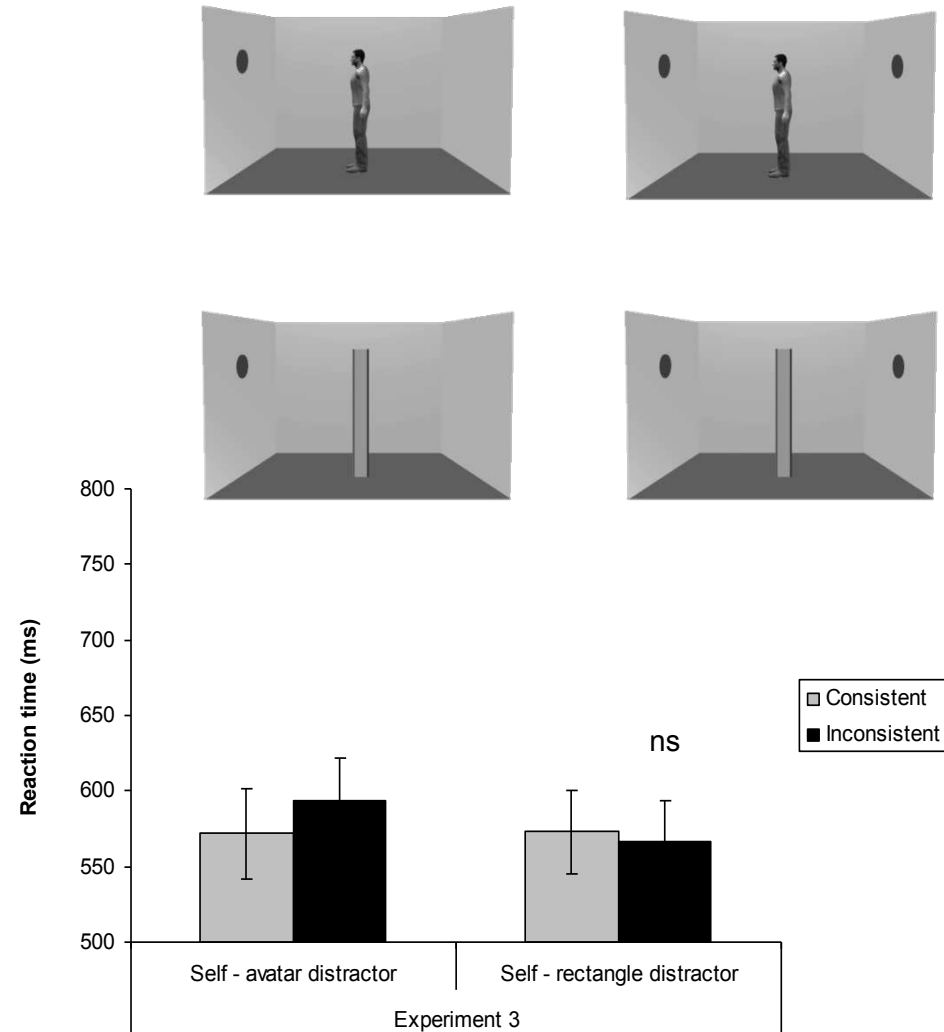 800
750
700
650
600
550
500
Reaction time (ms)
ns
Consistent
Inconsistent
Self - avatar distractor
Self - rectangle distractor
Experiment 3